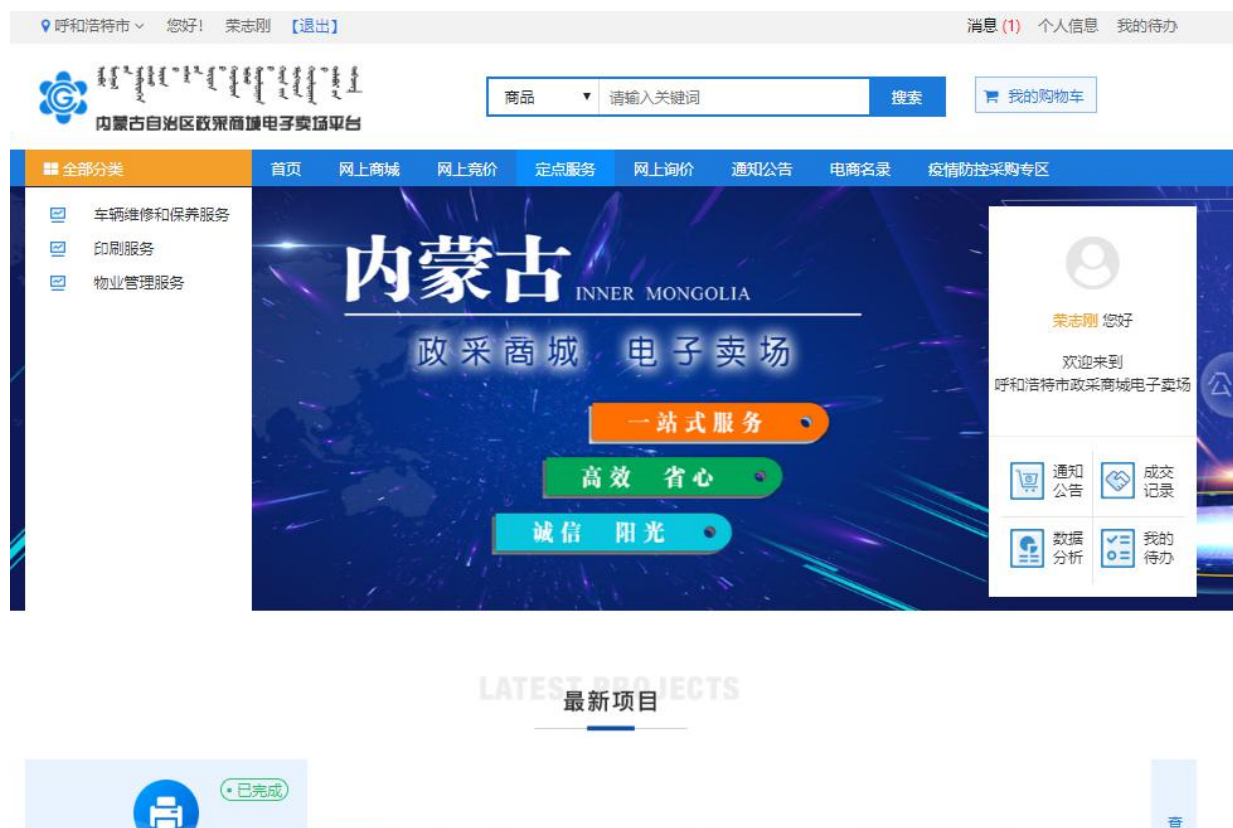 呼和浩特市 您好! 荣志刚 【退出】 消息 (1) 个人信息 我的待办
内蒙古自治区政采商城电子卖场平台
商品 请输入关键词 搜索 我的购物车
全部分类 首页 网上商城 网上竞价 定点服务 网上询价 通知公告 电商名录 疫情防控采购专区
车辆维修和保养服务
印刷服务
物业管理服务
内蒙古 INNER MONGOLIA
政采商城 电子卖场
一站式服务
高效 省心
诚信 阳光
荣志刚 您好
欢迎来到
呼和浩特市政采商城电子卖场
公
通知
公告
成交
记录
数据
分析
我的
待办
LATEST PROJECTS
最新项目
已完成